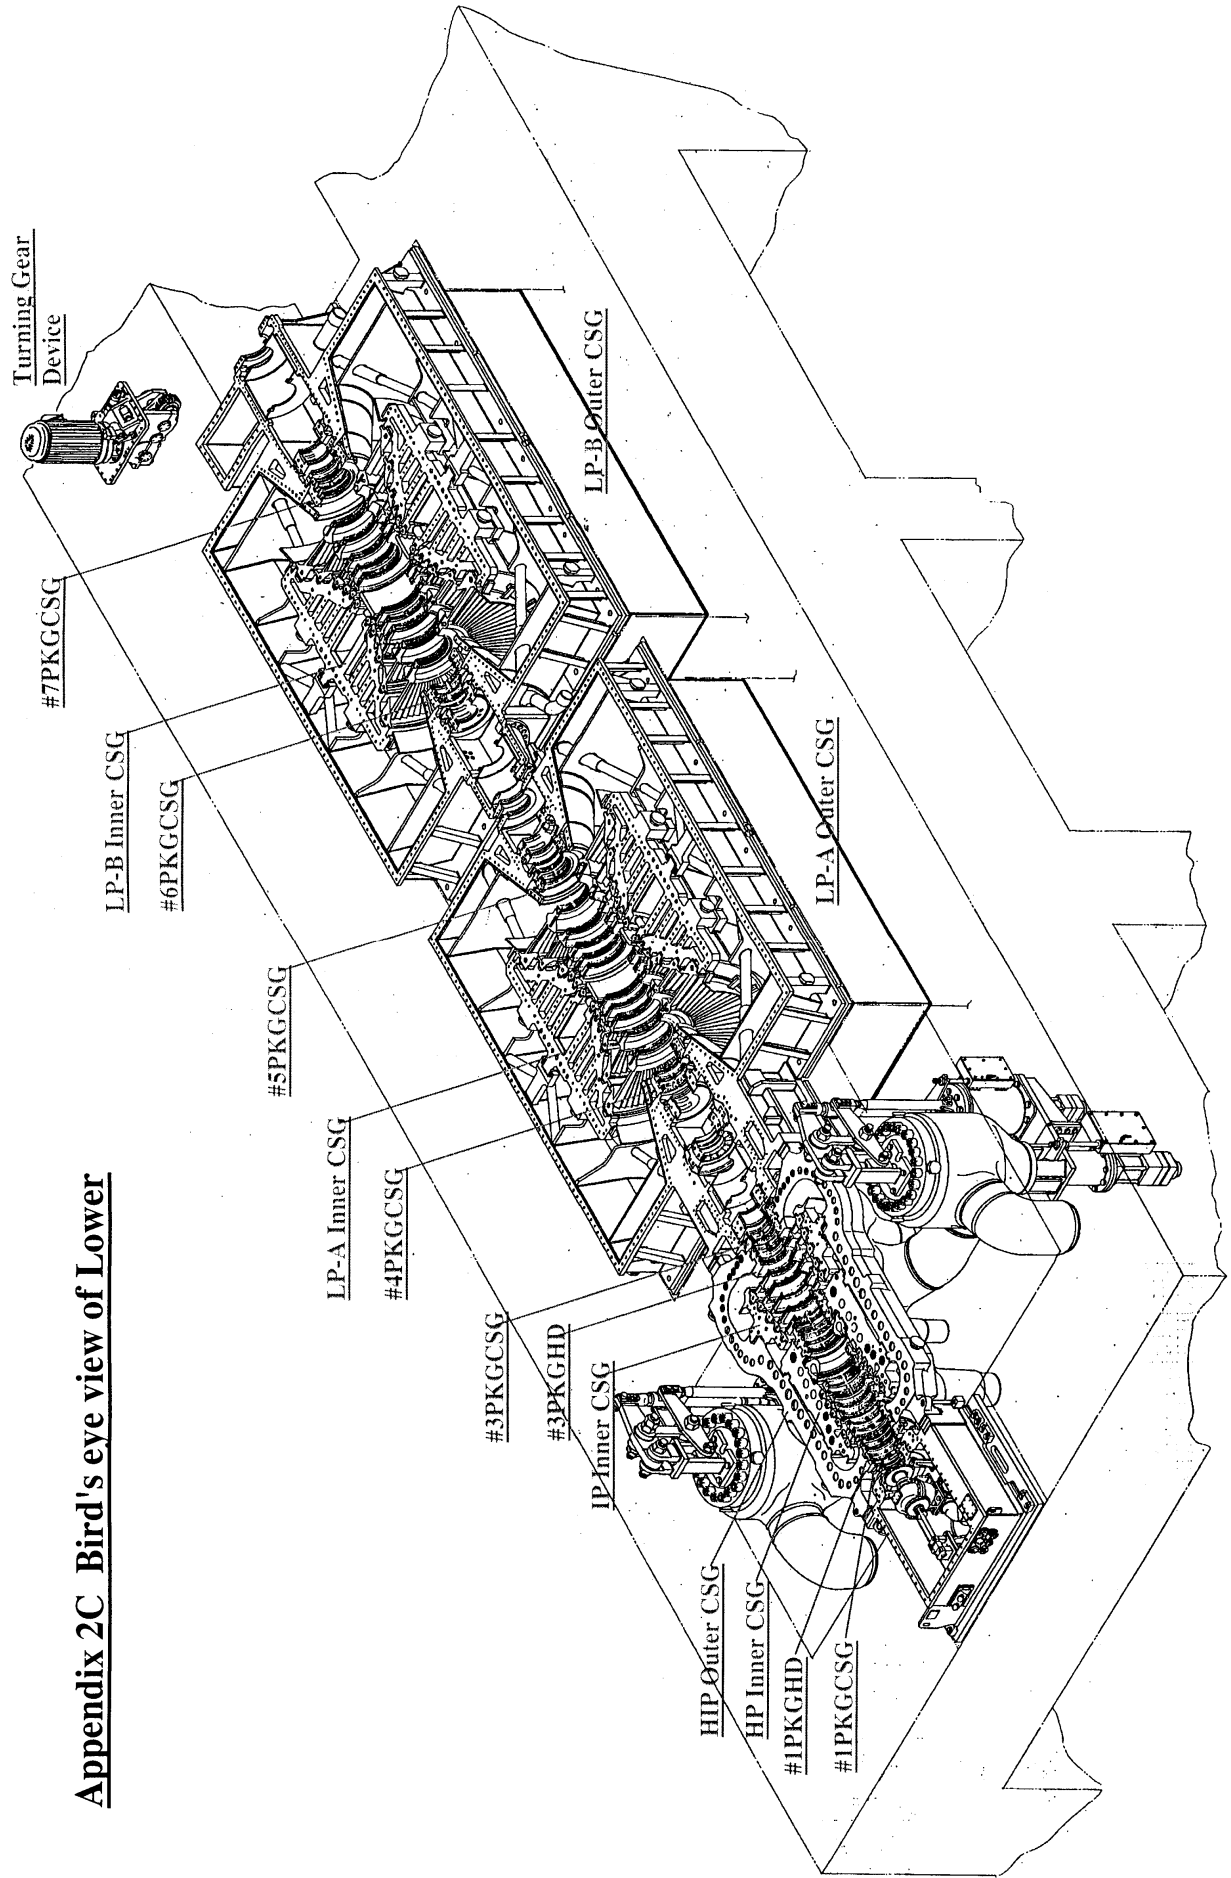 Appendix 2C Bird's eye view of Lower
Turning Gear
Device
#7PKGCSG
LP-B Inner CSG
#6PKGCSG
#5PKGCSG
LP-A Inner CSG
#4PKGCSG
#3PKGCSG
#3PKGHD
IP Inner CSG
HIP Outer CSG
HP Inner CSG
#1PKGHD
#1PKGCSG
LP-B Outer CSG
LP-A Outer CSG